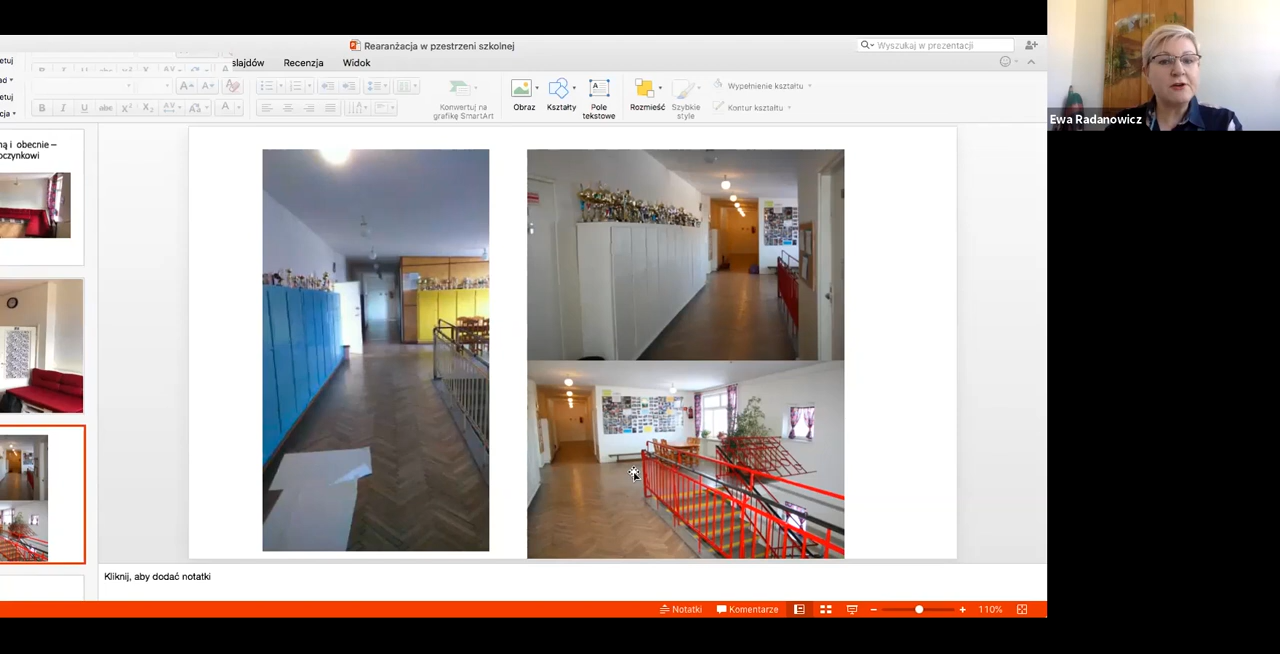 Rearanżacja w pzestrzeni szkolnej
Wyszukaj w prezentacji
slajdów Recenzja Widok
Konwertuj na
grafikę SmartArt
Obraz
Kształty
Pole
tekstowe
Rozmieść
Szybkie
style
Wypełnienie kształtu
Kontur kształtu
ną i obecnie –
oczynkowi
Ewa Radanowicz
Kliknij, aby dodać notatki
Notatki Komentarze 110%